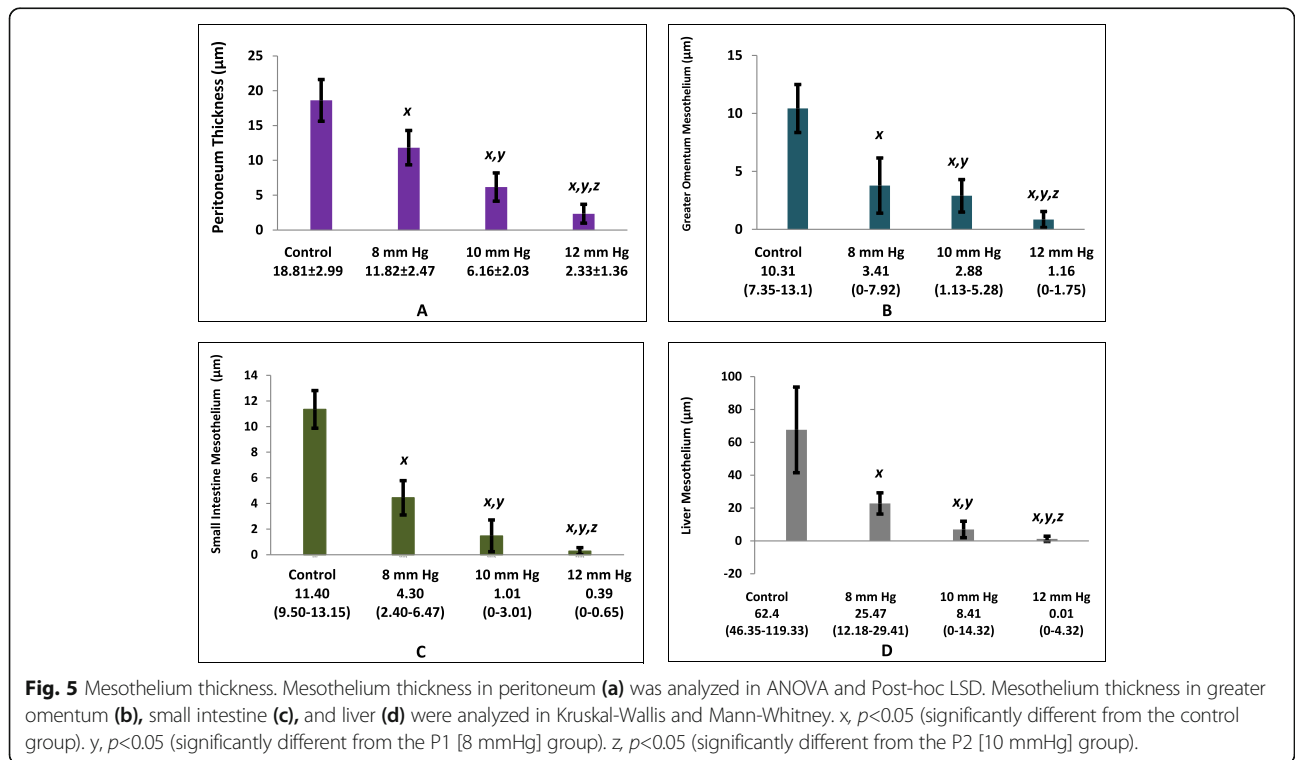 Peritoneum Thickness (µm)
25
20
15
10
5
0
x
x,y
x,y,z
Control 8 mm Hg 10 mm Hg 12 mm Hg
18.81±2.99 11.82±2.47 6.16±2.03 2.33±1.36
A
Greater Omentum Mesothelium (µm)
15
10
5
0
x
x,y
x,y,z
Control 8 mm Hg 10 mm Hg 12 mm Hg
10.31 3.41 2.88 1.16
(7.35-13.1) (0-7.92) (1.13-5.28) (0-1.75)
B
Small Intestine Mesothelium (µm)
14
12
10
8
6
4
2
0
x
x,y
x,y,z
Control 8 mm Hg 10 mm Hg 12 mm Hg
11.40 4.30 1.01 0.39
(9.50-13.15) (2.40-6.47) (0-3.01) (0-0.65)
C
Liver Mesothelium (µm)
100
80
60
40
20
0
-20
x
x,y
x,y,z
Control 8 mm Hg 10 mm Hg 12 mm Hg
62.4 25.47 8.41 0.01
(46.35-119.33) (12.18-29.41) (0-14.32) (0-4.32)
D
Fig. 5 Mesothelium thickness. Mesothelium thickness in peritoneum (a) was analyzed in ANOVA and Post-hoc LSD. Mesothelium thickness in greater
omentum (b), small intestine (c), and liver (d) were analyzed in Kruskal-Wallis and Mann-Whitney. x, p<0.05 (significantly different from the control
group). y, p<0.05 (significantly different from the P1 [8 mmHg] group). z, p<0.05 (significantly different from the P2 [10 mmHg] group).